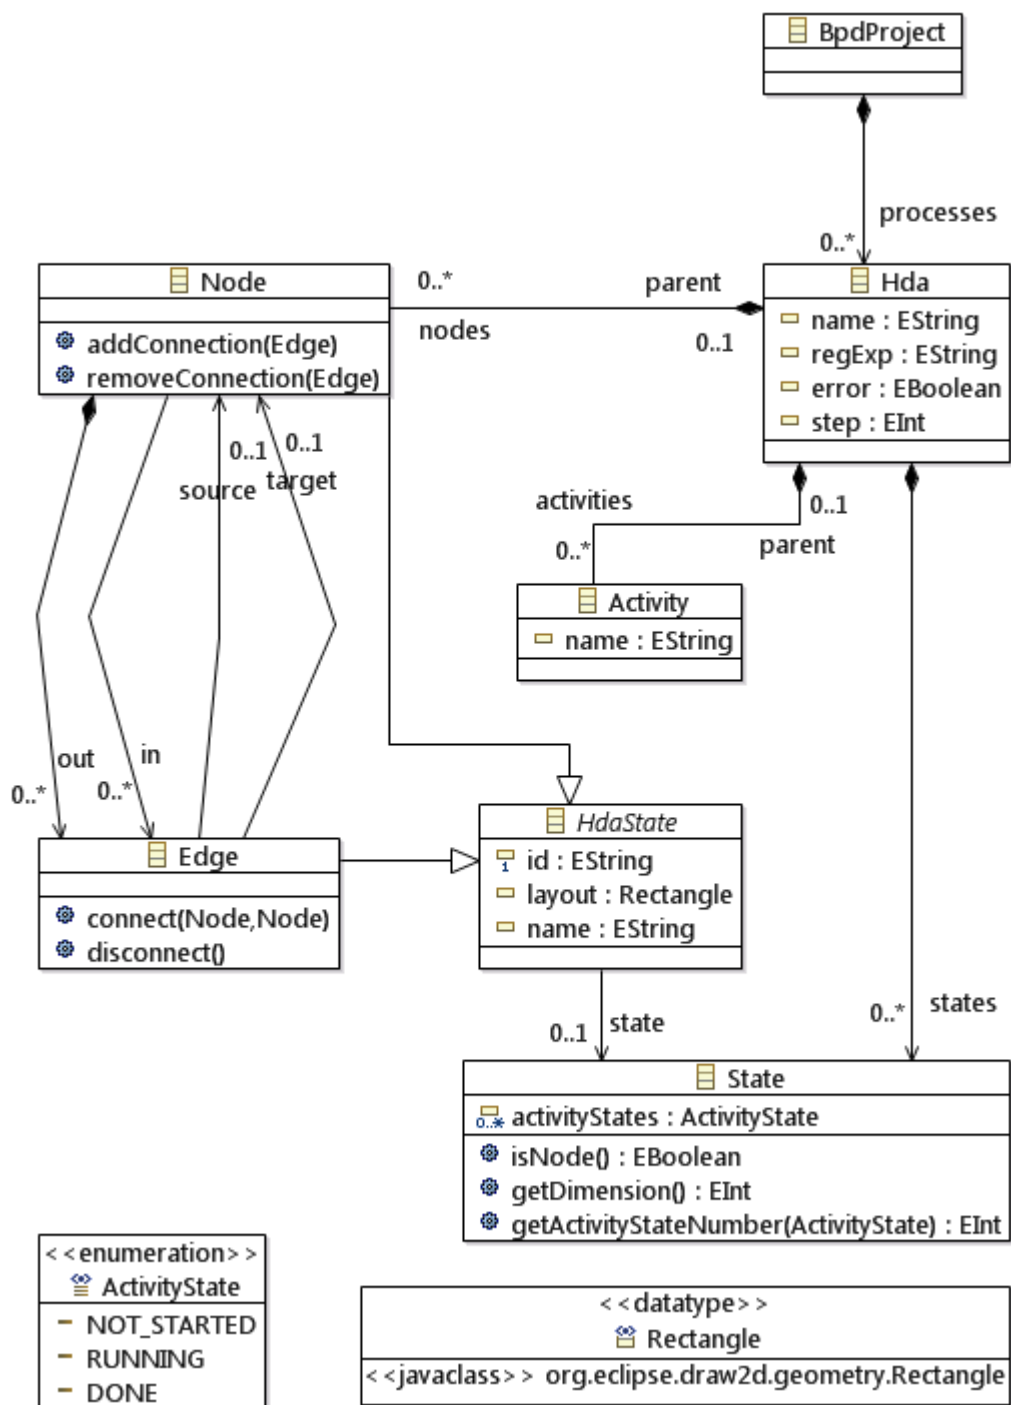 BpdProject
processes
0..*
Node
0..*
parent
Hda
nodes
0..1
addConnection(Edge)
removeConnection(Edge)
name : EString
regExp : EString
error : EBoolean
step : EInt
0..1
0..1
source
target
activities
0..1
0..*
parent
Activity
name : EString
out
in
0..*
0..*
Edge
connect(Node,Node)
disconnect()
HdaState
1
id : EString
layout : Rectangle
name : EString
0..1
state
0..*
states
State
0..*
activityStates : ActivityState
isNode() : EBoolean
getDimension() : EInt
getActivityStateNumber(ActivityState) : EInt
<<enumeration>>
ActivityState
NOT_STARTED
RUNNING
DONE
<<datatype>>
Rectangle
<<javaclass>> org.eclipse.draw2d.geometry.Rectangle